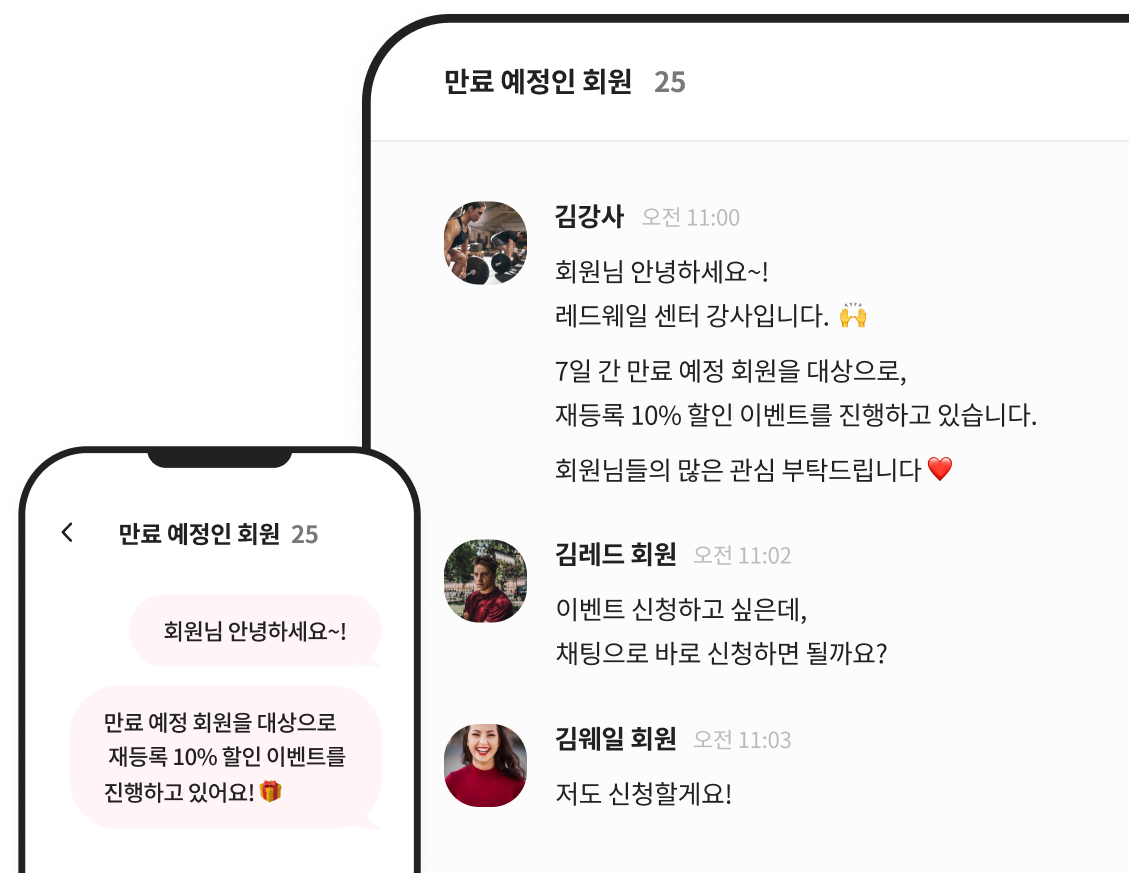 만료 예정인 회원 25
김강사 오전 11:00
회원님 안녕하세요~!
레드웨일 센터 강사입니다. 🙌
7일 간 만료 예정 회원을 대상으로,
재등록 10% 할인 이벤트를 진행하고 있습니다.
회원님들의 많은 관심 부탁드립니다 ❤️
김레드 회원 오전 11:02
이벤트 신청하고 싶은데,
채팅으로 바로 신청하면 될까요?
김웨일 회원 오전 11:03
저도 신청할게요!
만료 예정인 회원 25
회원님 안녕하세요~!
만료 예정 회원을 대상으로
재등록 10% 할인 이벤트를
진행하고 있어요! 🎁